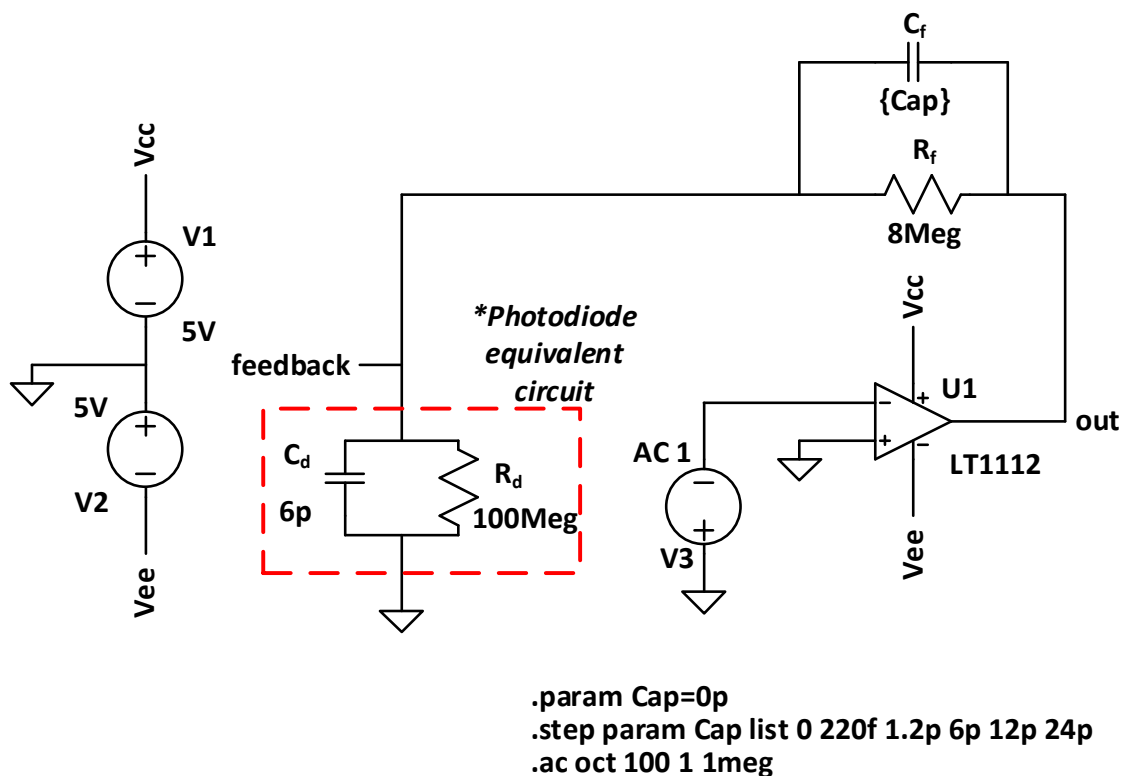 Cf
{Cap}
Rf
8Meg
Vcc
V1
+
−
5V
5V
+
−
V2
Vee
*Photodiode
equivalent
circuit
feedback
Cd
6p
Rd
100Meg
Vcc
U1
+
−
+
−
LT1112
out
Vee
AC 1
−
+
V3
.param Cap=0p
.step param Cap list 0 220f 1.2p 6p 12p 24p
.ac oct 100 1 1meg